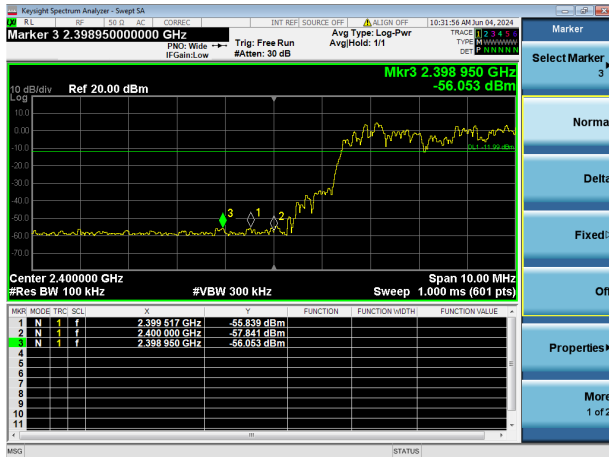 Keysight Spectrum Analyzer - Swept SA
RL RF 50 Ω AC CORREC INT REF SOURCE OFF ALIGN OFF 10:31:56 AM Jun 04, 2024
Marker 3 2.398950000000 GHz
PNO: Wide
IFGain:Low
Trig: Free Run
#Atten: 30 dB
Avg Type: Log-Pwr
Avg|Hold: 1/1
TRACE 1 2 3 4 5 6
TYPE M WWWWW
DET P N N N N N
Mkr3 2.398 950 GHz
-56.053 dBm
10 dB/div Ref 20.00 dBm
Log
10.0
0.00
-10.0
-20.0
-30.0
-40.0
-50.0
-60.0
-70.0
DL1 -11.99 dBm
3 1 2
Center 2.400000 GHz Span 10.00 MHz
#Res BW 100 kHz #VBW 300 kHz Sweep 1.000 ms (601 pts)
MKR MODE TRC SCL X Y FUNCTION FUNCTION WIDTH FUNCTION VALUE
1 N 1 f 2.399 517 GHz -55.839 dBm
2 N 1 f 2.400 000 GHz -57.841 dBm
3 N 1 f 2.398 950 GHz -56.053 dBm
4
5
6
7
8
9
10
11
MSG STATUS
Marker
Select Marker
3
Norma
Delta
Fixed
Off
Properties
More
1 of 2